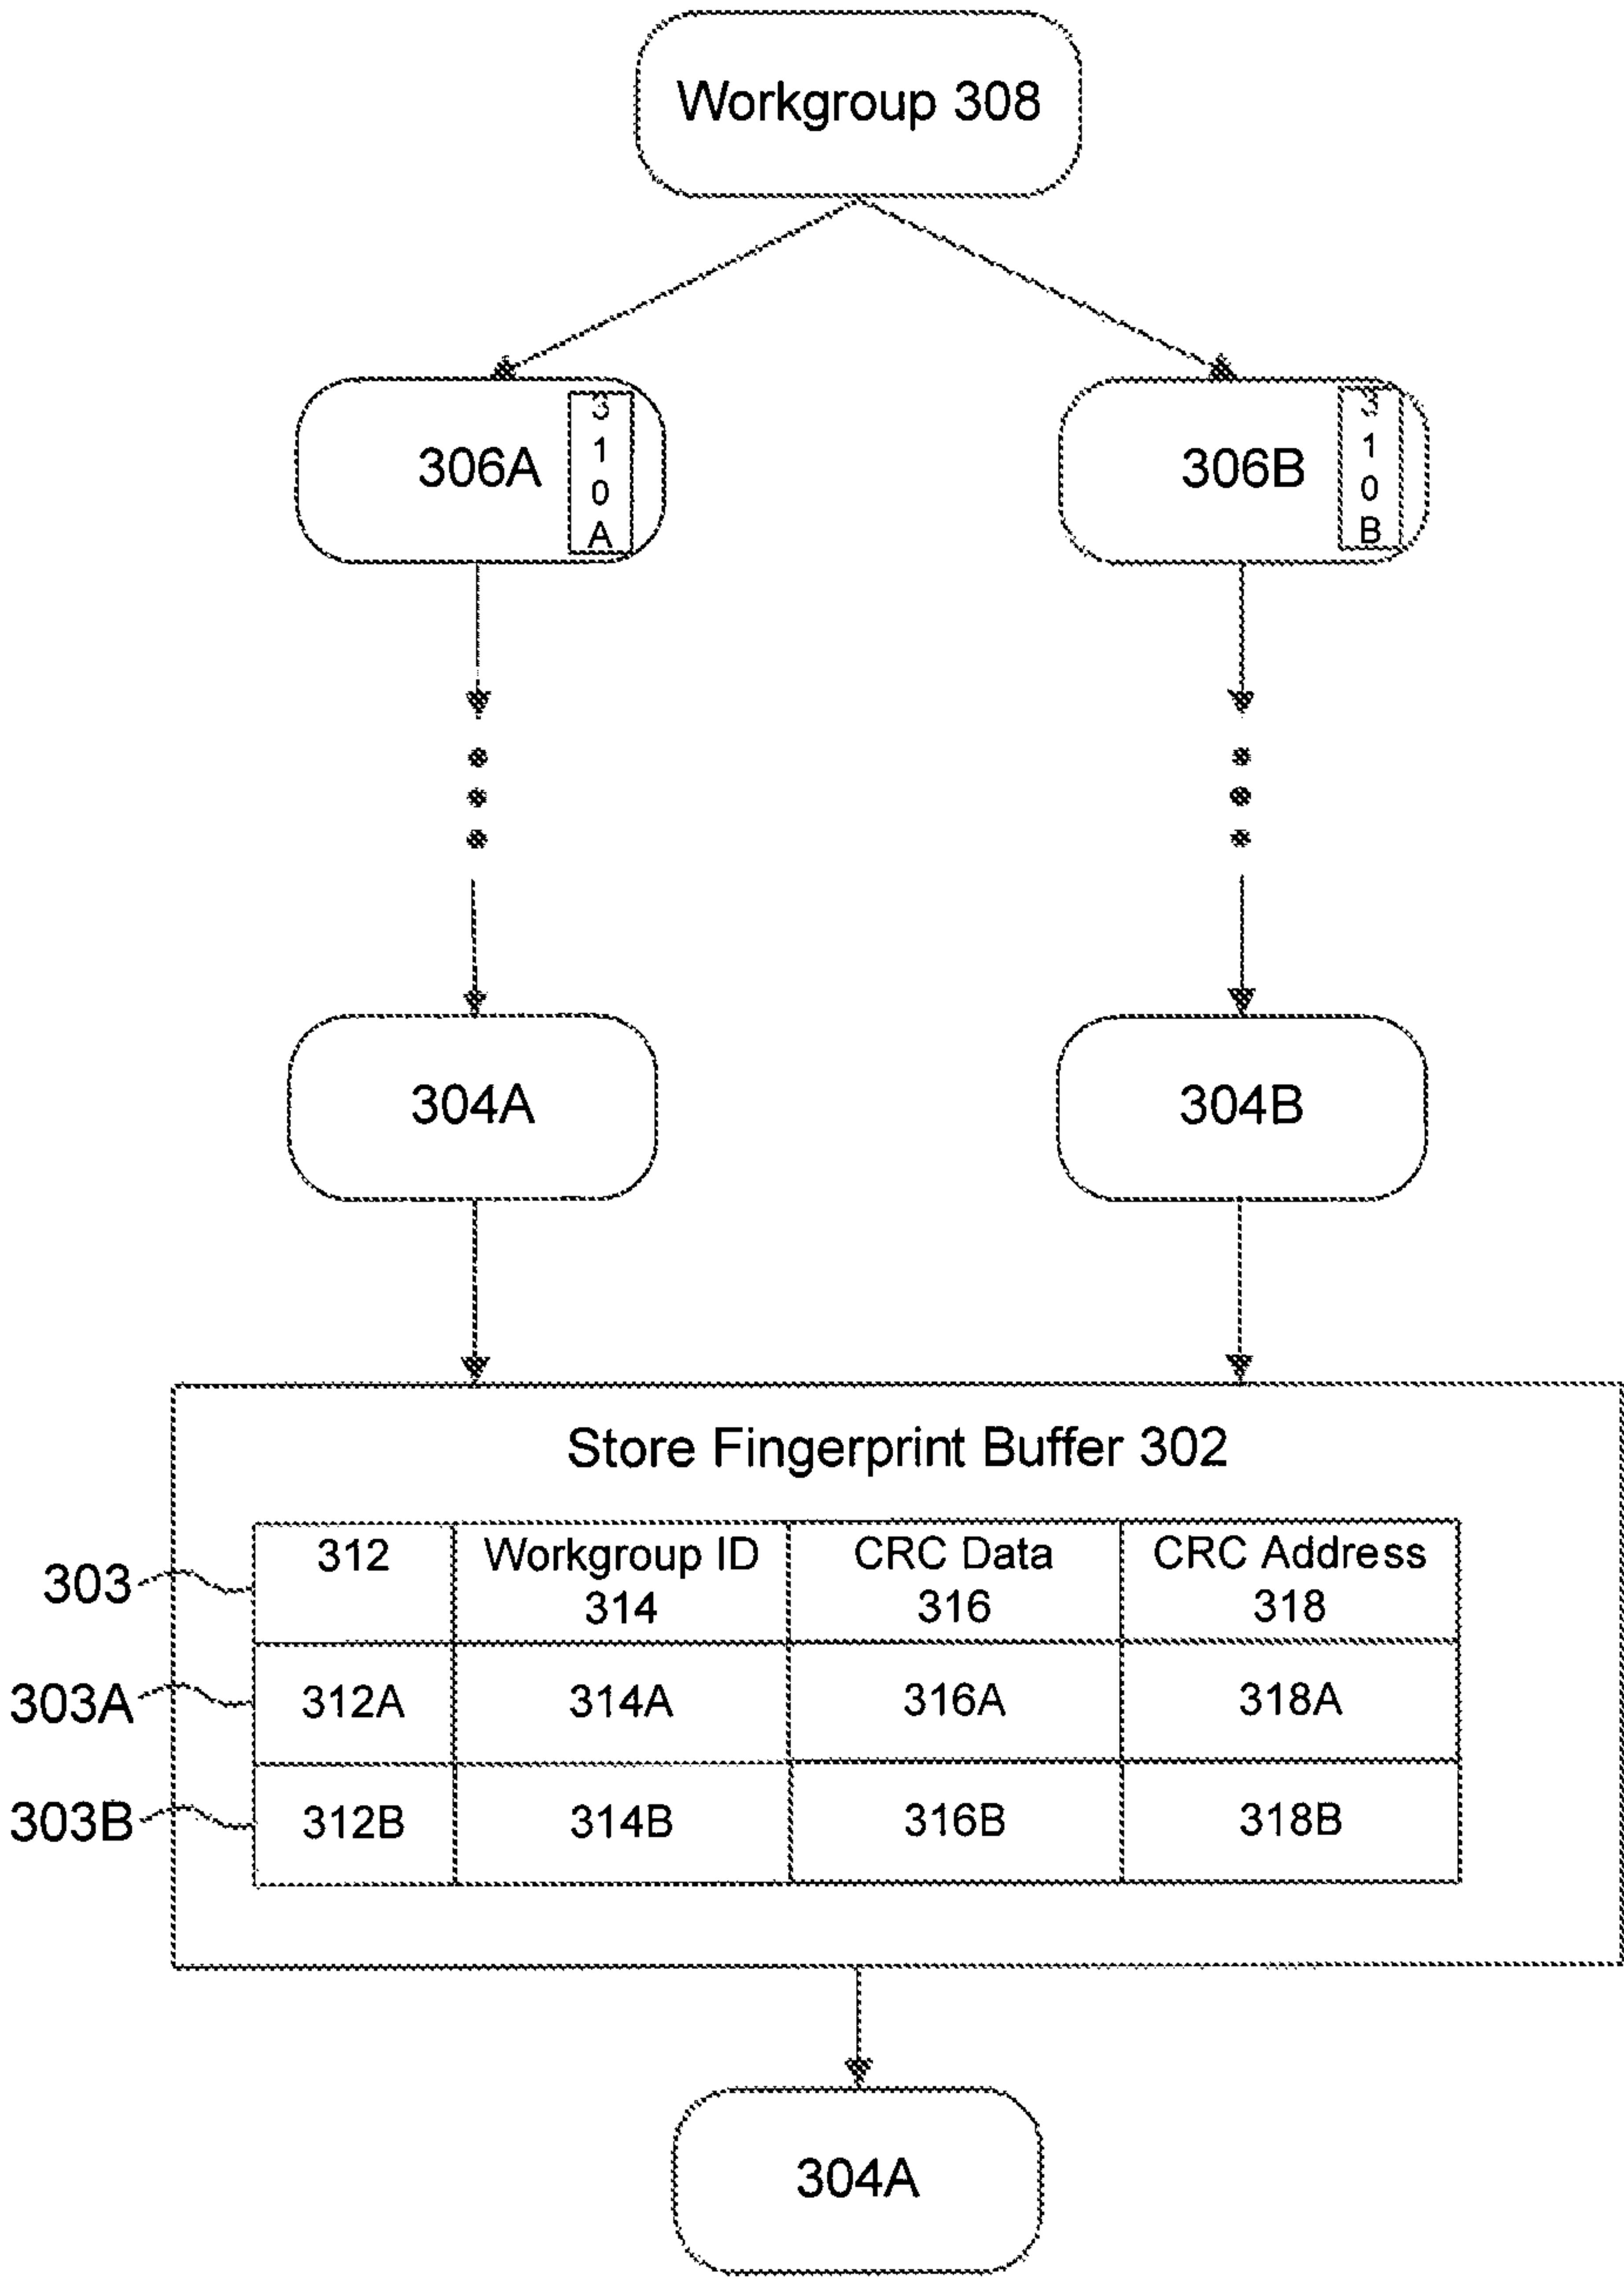 Workgroup 308
306A
310A
306B
310B
304A
304B
Store Fingerprint Buffer 302
303
312
Workgroup ID
314
CRC Data
316
CRC Address
318
303A
312A
314A
316A
318A
303B
312B
314B
316B
318B
304A